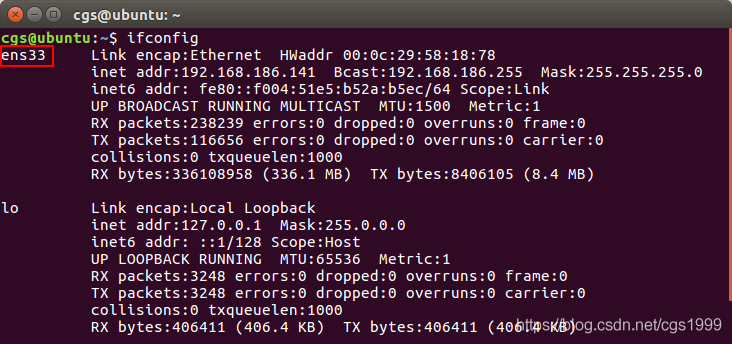 cgs@ubuntu: ~
cgs@ubuntu:~$ ifconfig
ens33 Link encap:Ethernet HWaddr 00:0c:29:58:18:78
inet addr:192.168.186.141 Bcast:192.168.186.255 Mask:255.255.255.0
inet6 addr: fe80::f004:51e5:b52a:b5ec/64 Scope:Link
UP BROADCAST RUNNING MULTICAST MTU:1500 Metric:1
RX packets:238239 errors:0 dropped:0 overruns:0 frame:0
TX packets:116656 errors:0 dropped:0 overruns:0 carrier:0
collisions:0 txqueuelen:1000
RX bytes:336108958 (336.1 MB) TX bytes:8406105 (8.4 MB)
lo Link encap:Local Loopback
inet addr:127.0.0.1 Mask:255.0.0.0
inet6 addr: ::1/128 Scope:Host
UP LOOPBACK RUNNING MTU:65536 Metric:1
RX packets:3248 errors:0 dropped:0 overruns:0 frame:0
TX packets:3248 errors:0 dropped:0 overruns:0 carrier:0
collisions:0 txqueuelen:1000
RX bytes:406411 (406.4 KB) TX bytes:406411 (406.4 KB)
https://blog.csdn.net/cgs1999